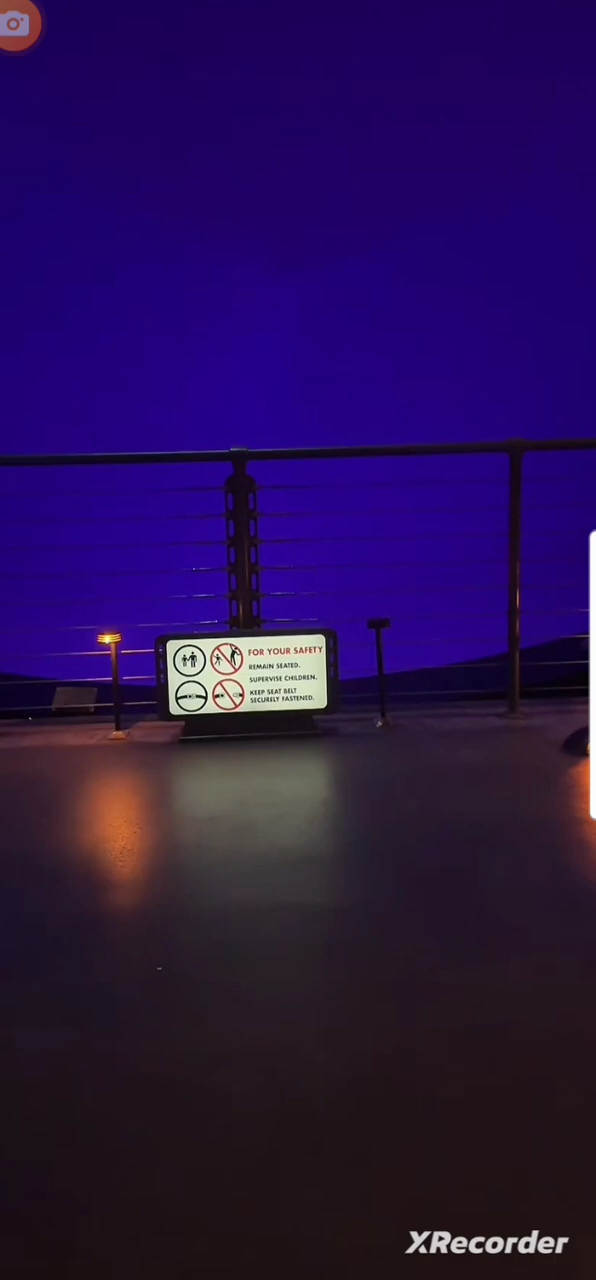 FOR YOUR SAFETY
REMAIN SEATED.
SUPERVISE CHILDREN.
KEEP SEAT BELT
SECURELY FASTENED.
XRecorder